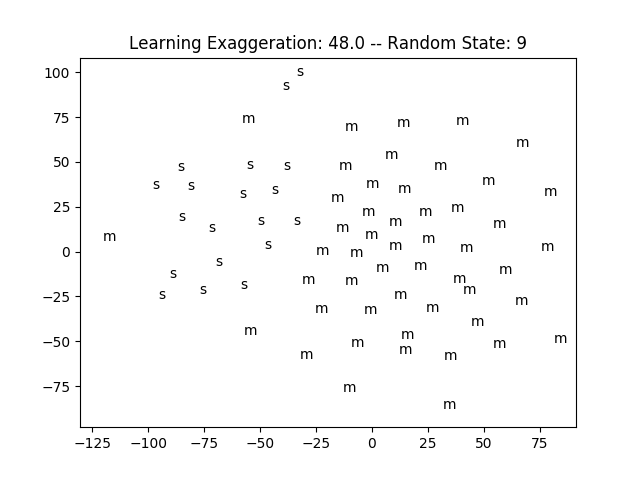 Learning Exaggeration: 48.0 -- Random State: 9
100 s
s
75 m m m m
m
m
50 s s s m m
s s m m m
s s m m
25 m m m
s s s m m
s m m
m s m m m
0 m m m m m
s m m m
s m m m
−25 s s m m m
s m m m
m m
−50 m m m m
m m m
−75 m
m
−125 −100 −75 −50 −25 0 25 50 75